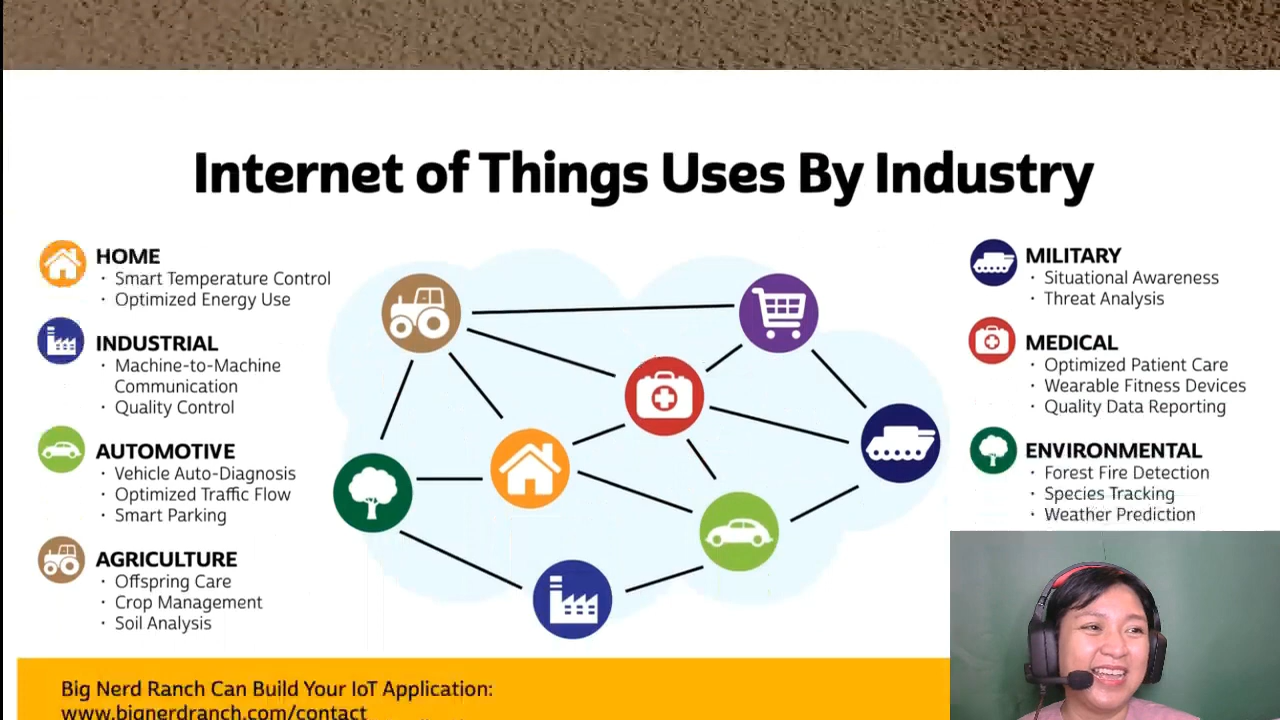 Internet of Things Uses By Industry
HOME
· Smart Temperature Control
· Optimized Energy Use
INDUSTRIAL
· Machine-to-Machine
Communication
· Quality Control
AUTOMOTIVE
· Vehicle Auto-Diagnosis
· Optimized Traffic Flow
· Smart Parking
AGRICULTURE
· Offspring Care
· Crop Management
· Soil Analysis
MILITARY
· Situational Awareness
· Threat Analysis
MEDICAL
· Optimized Patient Care
· Wearable Fitness Devices
· Quality Data Reporting
ENVIRONMENTAL
· Forest Fire Detection
· Species Tracking
· Weather Prediction
Big Nerd Ranch Can Build Your IoT Application:
www.bignerdranch.com/contact